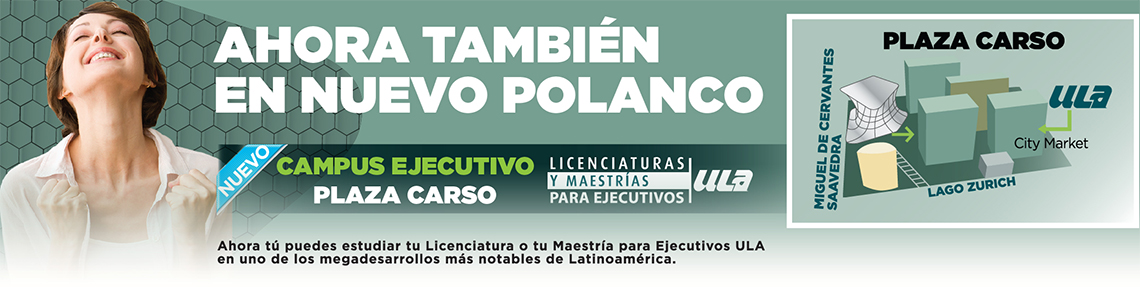 AHORA TAMBIÉN
EN NUEVO POLANCO
NUEVO
CAMPUS EJECUTIVO
PLAZA CARSO
LICENCIATURAS
Y MAESTRÍAS
PARA EJECUTIVOS
ULA
Ahora tú puedes estudiar tu Licenciatura o tu Maestría para Ejecutivos ULA
en uno de los megadesarrollos más notables de Latinoamérica.
PLAZA CARSO
MIGUEL DE CERVANTES
SAAVEDRA
ULA
City Market
LAGO ZURICH